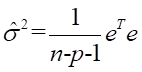 σ̂² = 1/(n-p-1) eᵀe